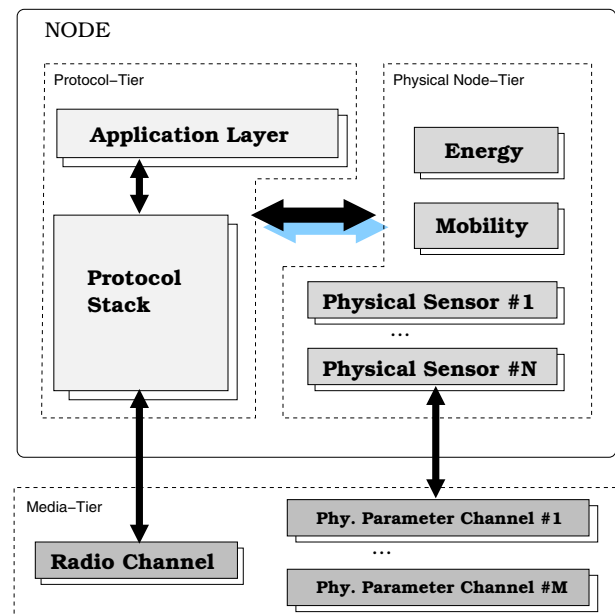 NODE
Protocol-Tier
Physical Node-Tier
Application Layer
Energy
Mobility
Protocol
Stack
Physical Sensor #1
...
Physical Sensor #N
Media-Tier
Phy. Parameter Channel #1
...
Radio Channel
Phy. Parameter Channel #M